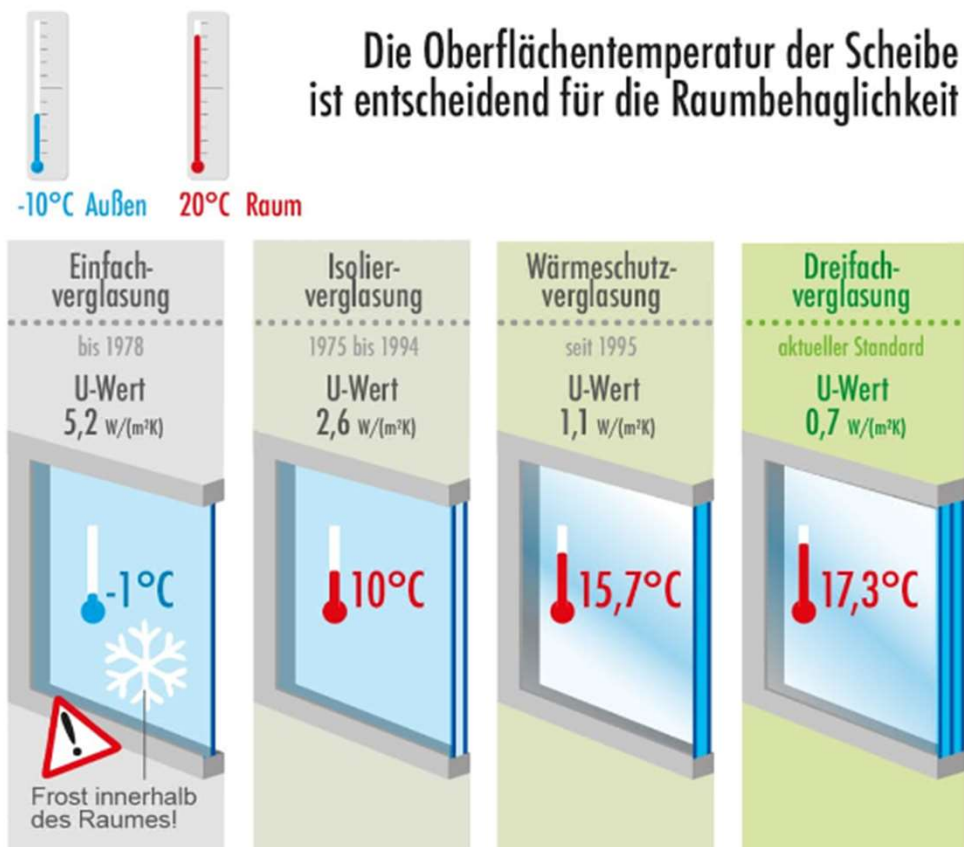 Die Oberflächentemperatur der Scheibe
ist entscheidend für die Raumbehaglichkeit
-10°C Außen
20°C Raum
Einfach-
verglasung
bis 1978
U-Wert
5,2 W/(m²K)
-1°C
Frost innerhalb
des Raumes!
Isolier-
verglasung
1975 bis 1994
U-Wert
2,6 W/(m²K)
10°C
Wärmeschutz-
verglasung
seit 1995
U-Wert
1,1 W/(m²K)
15,7°C
Dreifach-
verglasung
aktueller Standard
U-Wert
0,7 W/(m²K)
17,3°C